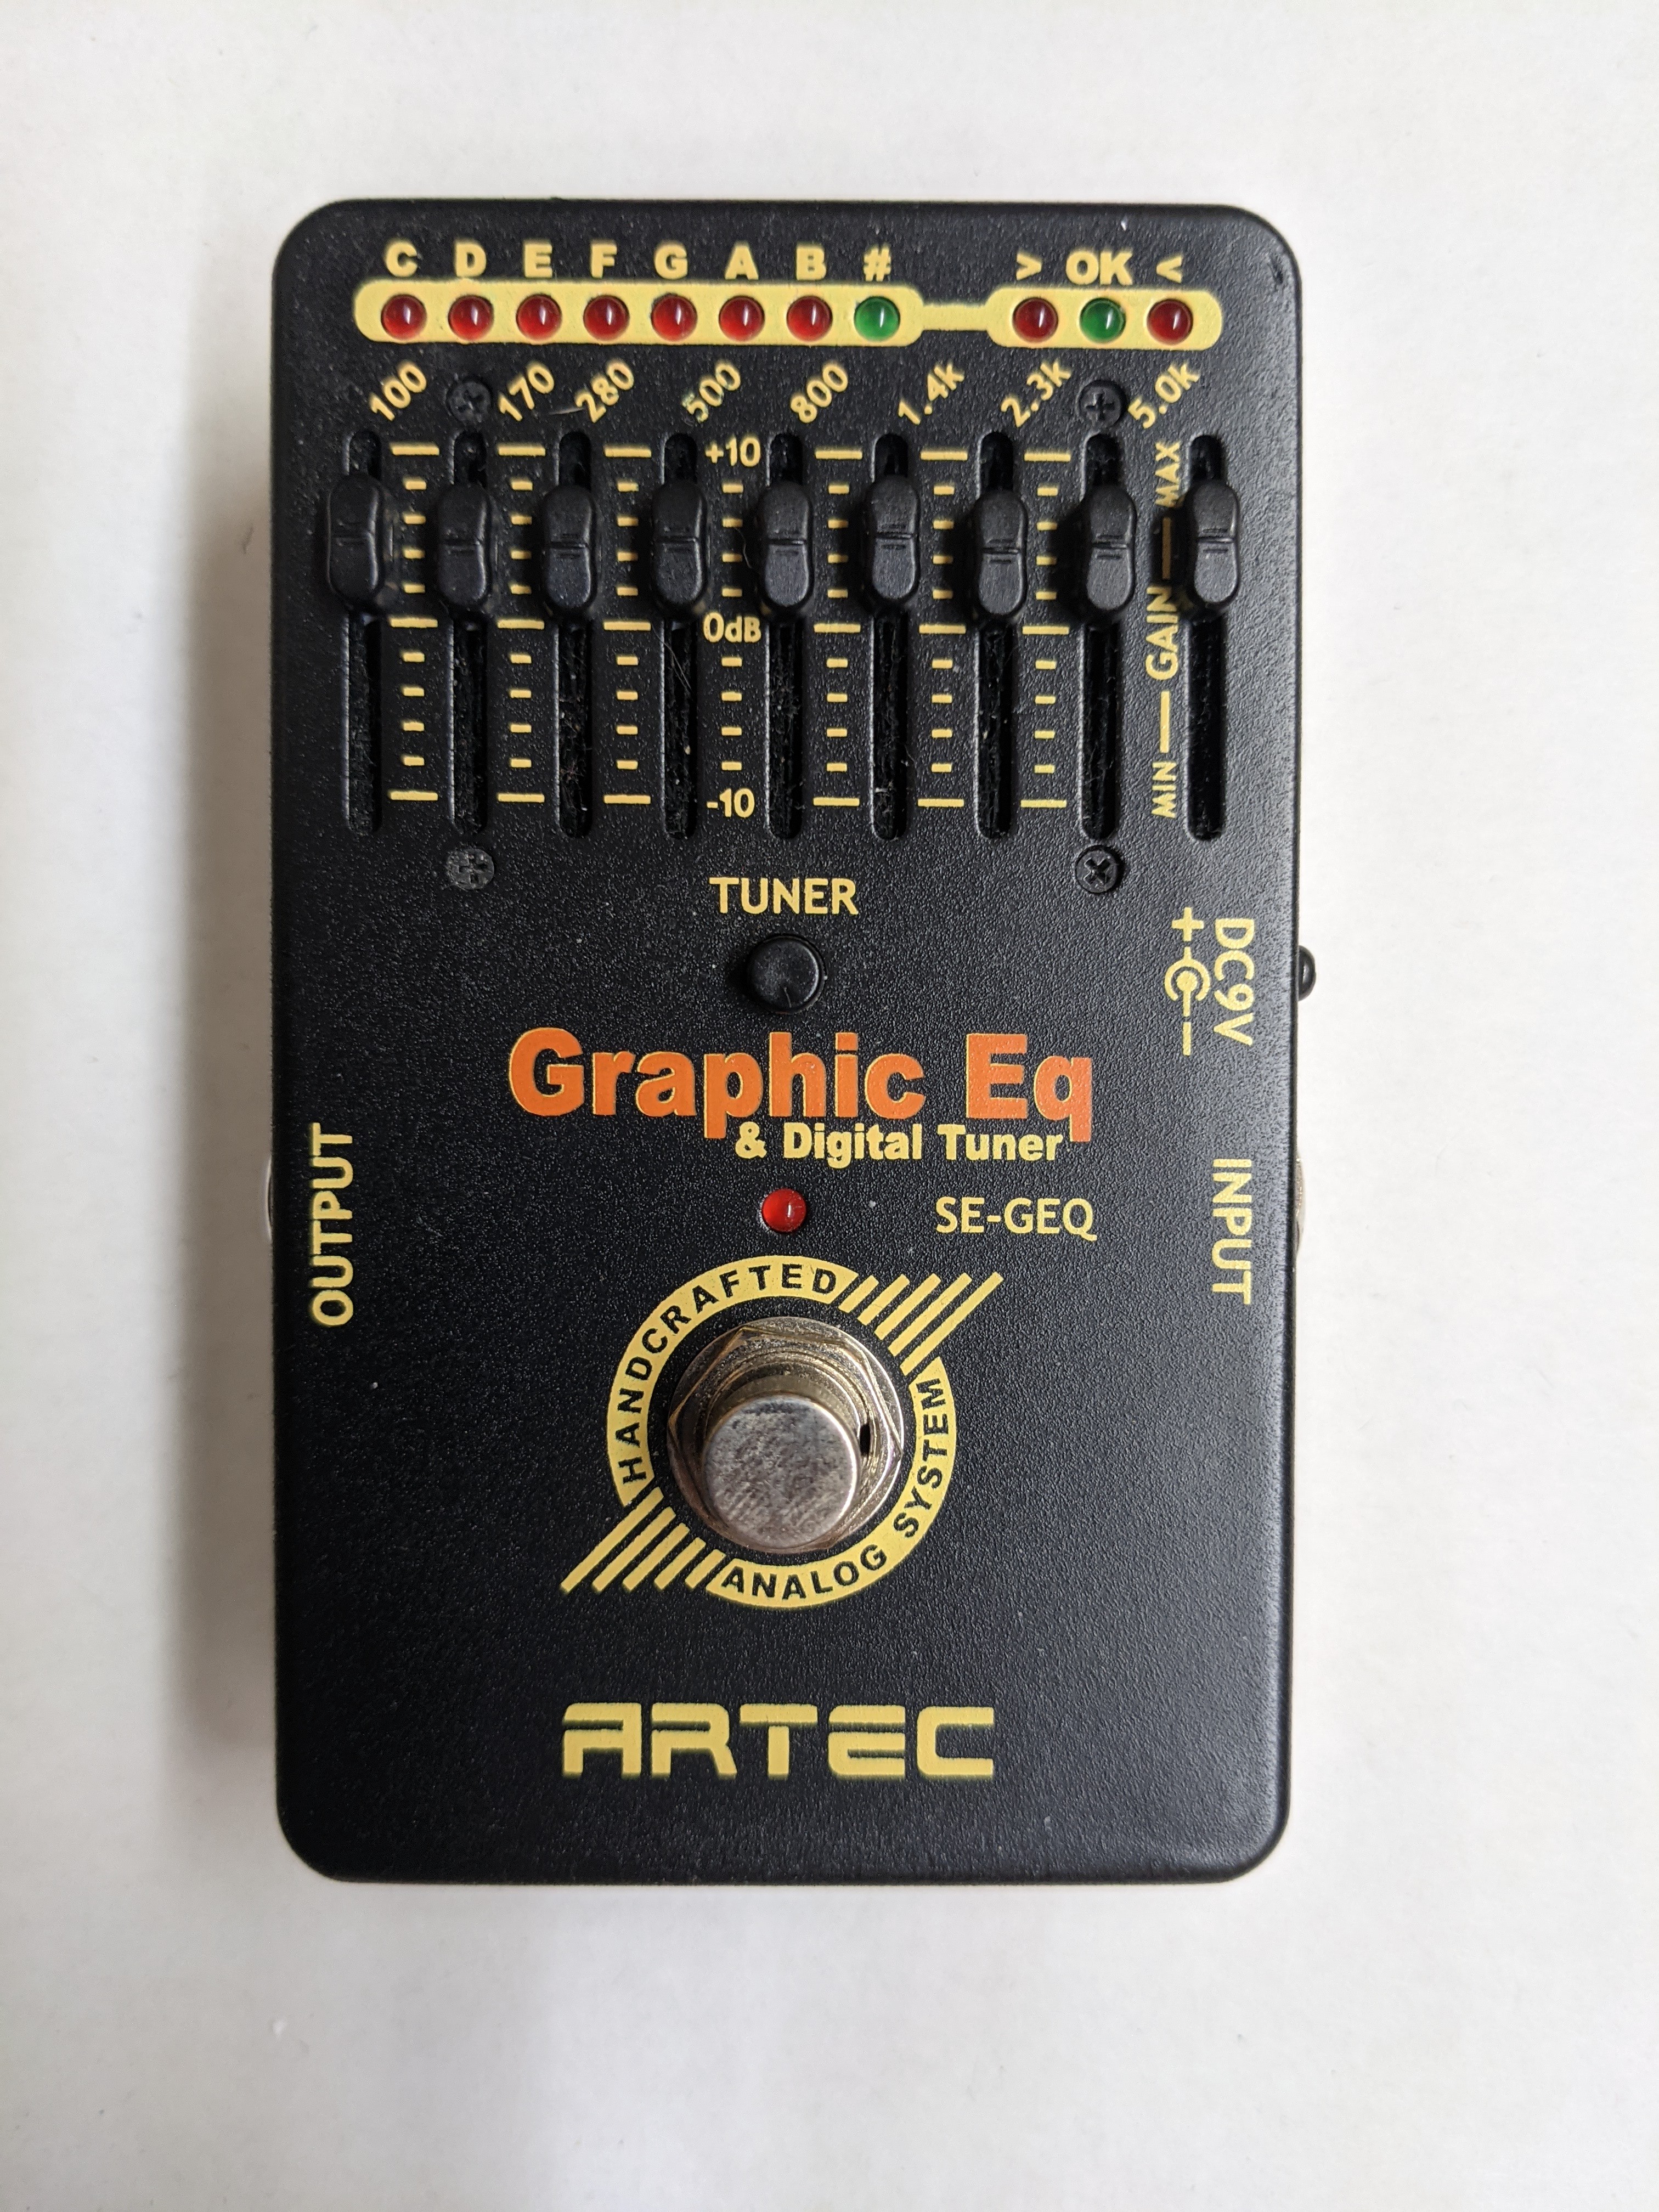 C D E F G A B # > OK <
100 170 280 500 800 1.4k 2.3k 5.0k
+10
0dB
-10
MIN GAIN MAX
TUNER
DC9V
+ -
Graphic Eq
& Digital Tuner
SE-GEQ
OUTPUT
INPUT
HANDCRAFTED
ANALOG SYSTEM
ARTEC